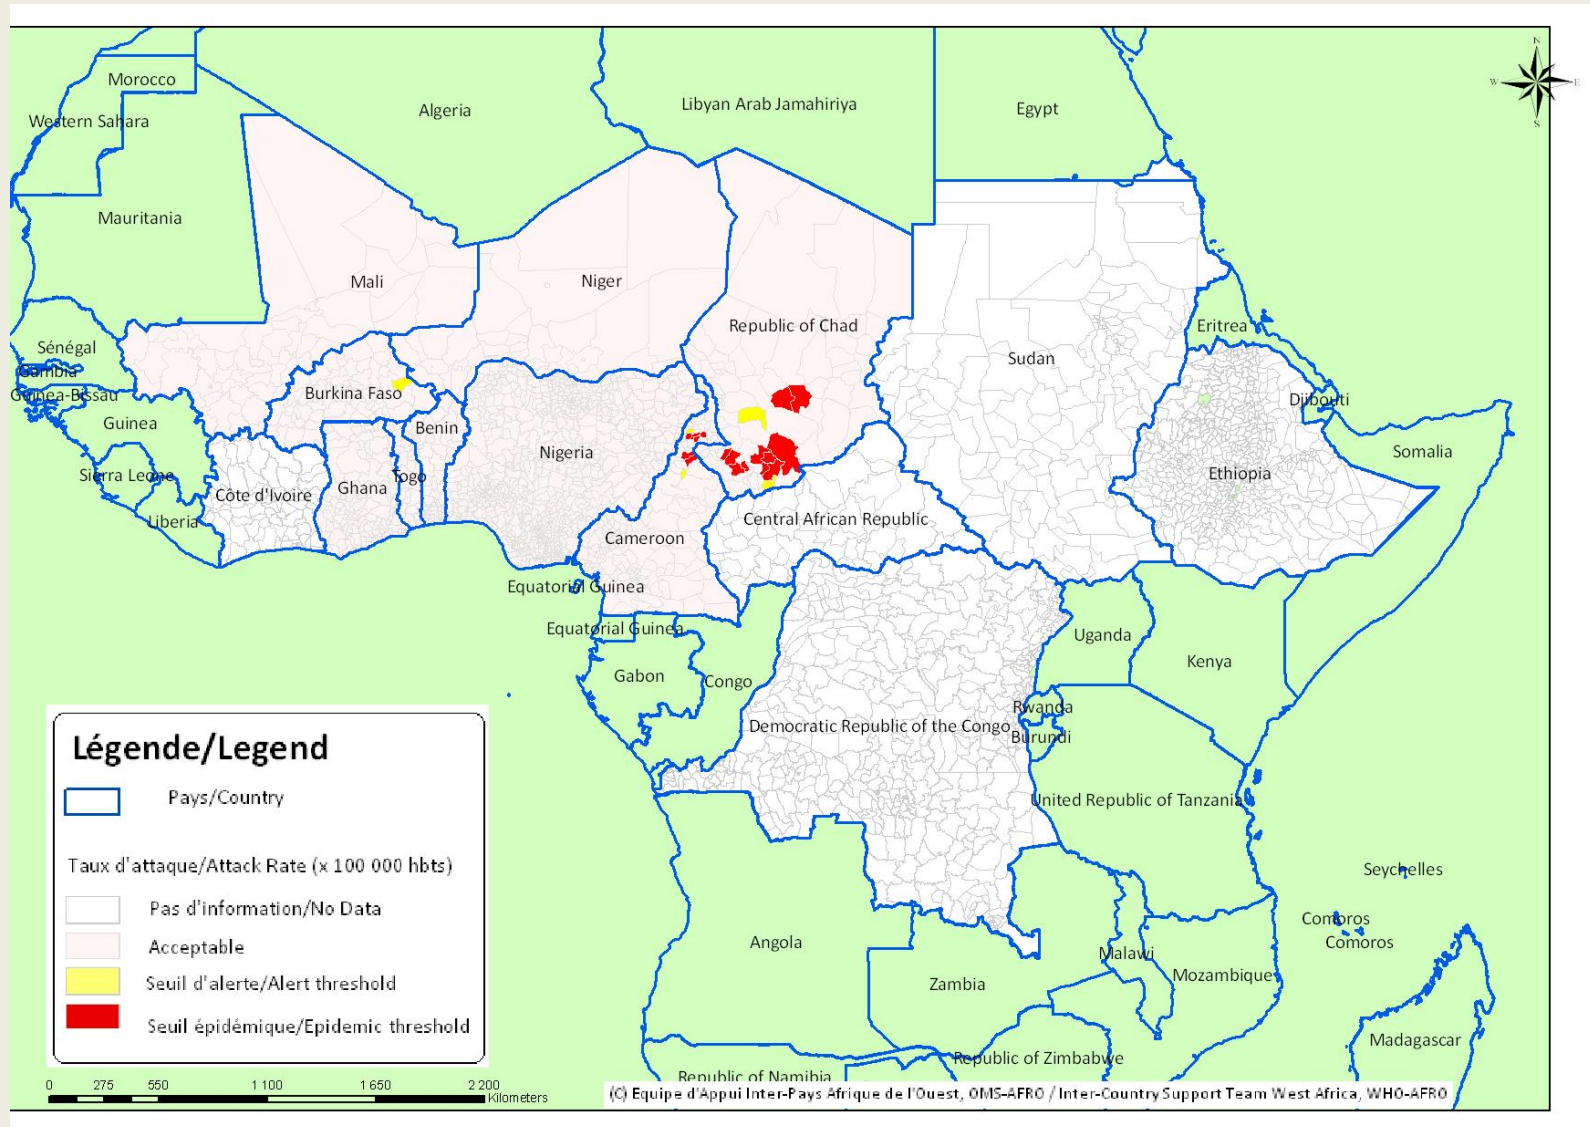 N
W
E
S
Morocco
Algeria
Libyan Arab Jamahiriya
Egypt
Western Sahara
Mauritania
Mali
Niger
Republic of Chad
Sudan
Eritrea
Sénégal
Gambia
Guinea-Bissau
Guinea
Burkina Faso
Benin
Nigeria
Djibouti
Somalia
Ethiopia
Sierra Leone
Liberia
Côte d'Ivoire
Ghana
Togo
Central African Republic
Cameroon
Equatorial Guinea
Equatorial Guinea
Gabon
Congo
Uganda
Kenya
Rwanda
Burundi
Democratic Republic of the Congo
United Republic of Tanzania
Seychelles
Comoros
Comoros
Angola
Zambia
Malawi
Mozambique
Madagascar
Republic of Zimbabwe
Republic of Namibia
Légende/Legend
Pays/Country
Taux d'attaque/Attack Rate (x 100 000 hbts)
Pas d'information/No Data
Acceptable
Seuil d'alerte/Alert threshold
Seuil épidémique/Epidemic threshold
0 275 550 1 100 1 650 2 200
Kilometers
(C) Equipe d'Appui Inter-Pays Afrique de l'Ouest, OMS-AFRO / Inter-Country Support Team West Africa, WHO-AFRO